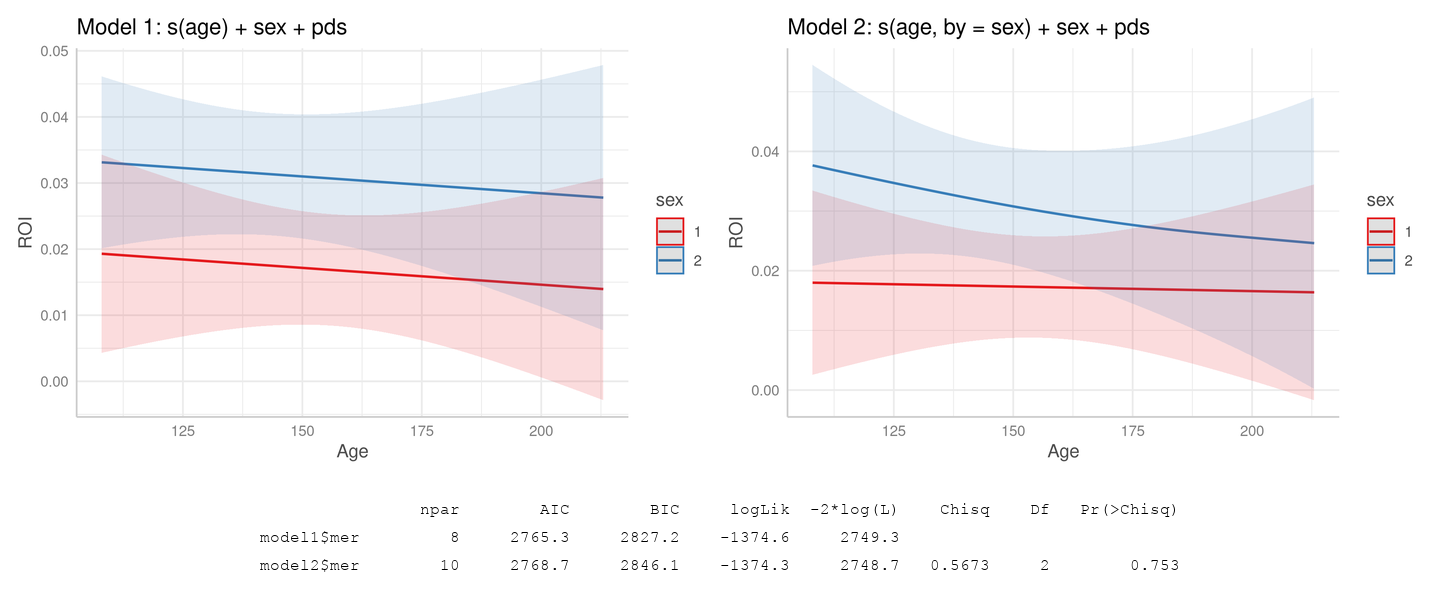 Model 1: s(age) + sex + pds
0.05
0.04
0.03
0.02
0.01
0.00
ROI
125 150 175 200
Age
sex
1
2
Model 2: s(age, by = sex) + sex + pds
0.04
0.02
0.00
ROI
125 150 175 200
Age
sex
1
2
npar AIC BIC logLik -2*log(L) Chisq Df Pr(>Chisq)
model1$mer 8 2765.3 2827.2 -1374.6 2749.3
model2$mer 10 2768.7 2846.1 -1374.3 2748.7 0.5673 2 0.753